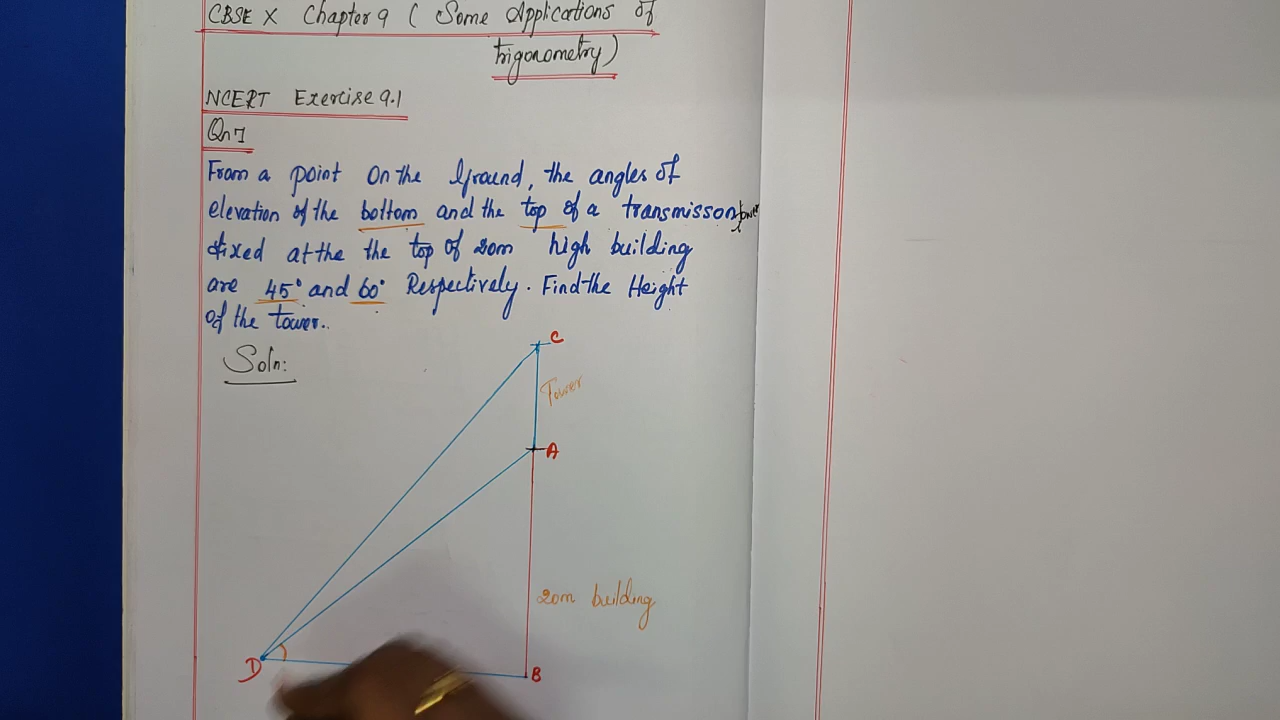 CBSE X Chapter 9 ( Some Applications of
trigonometry)
NCERT Exercise 9.1
Qn 7
From a point on the Ground, the angles of
elevation of the bottom and the top of a transmisson tower
fixed at the the top of 20m high building
are 45° and 60° Respectively. Find the Height
of the tower..
Soln:
C
Tower
A
20m building
D
B